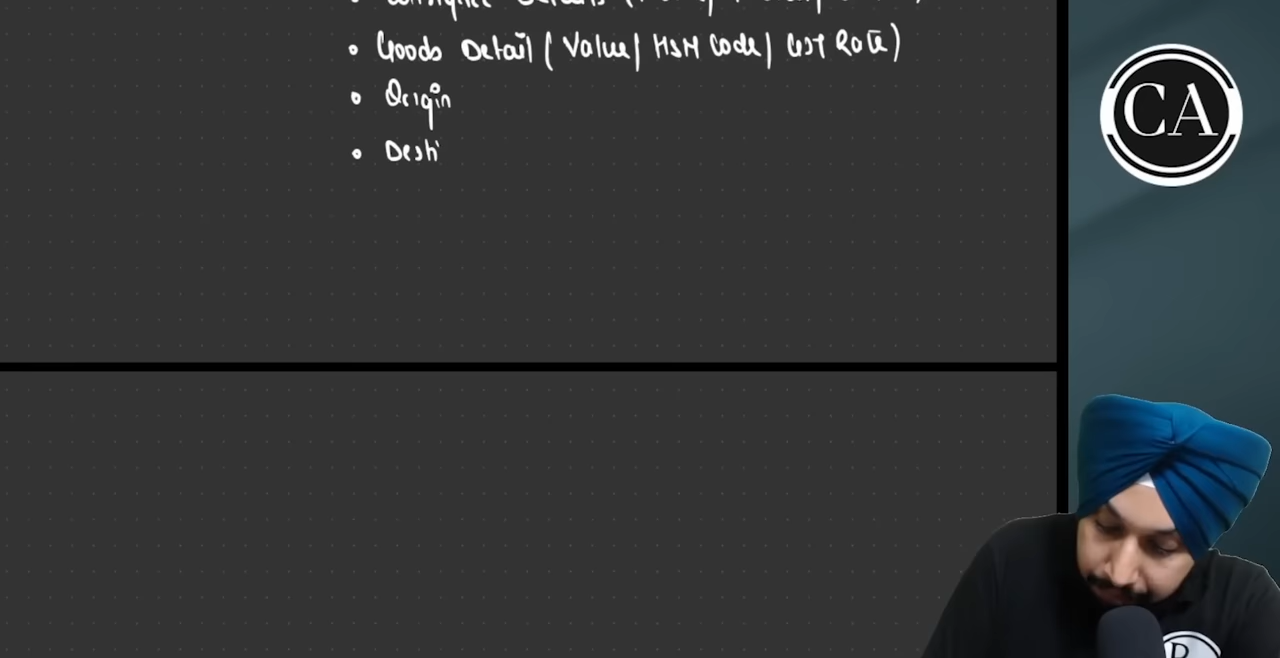 • Goods Detail ( Value | HSN Code | GST Rate )
• Origin
• Desti
CA